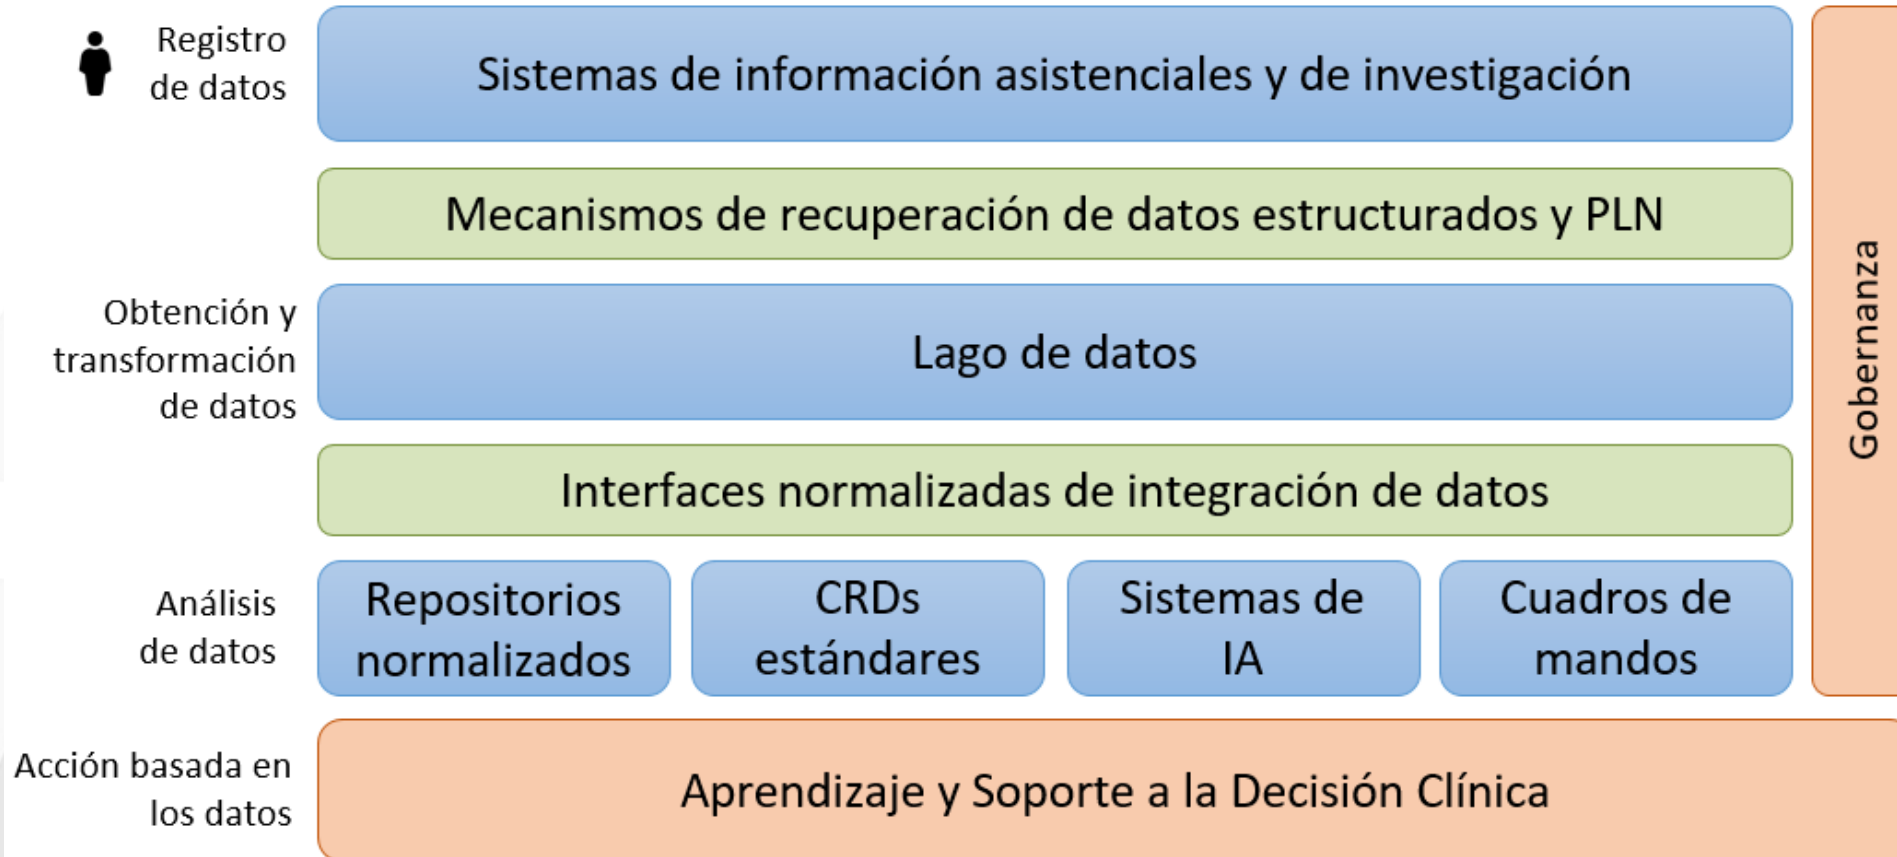 Registro
de datos
Sistemas de información asistenciales y de investigación
Mecanismos de recuperación de datos estructurados y PLN
Obtención y
transformación
de datos
Lago de datos
Interfaces normalizadas de integración de datos
Análisis
de datos
Repositorios
normalizados
CRDs
estándares
Sistemas de
IA
Cuadros de
mandos
Gobernanza
Acción basada en
los datos
Aprendizaje y Soporte a la Decisión Clínica